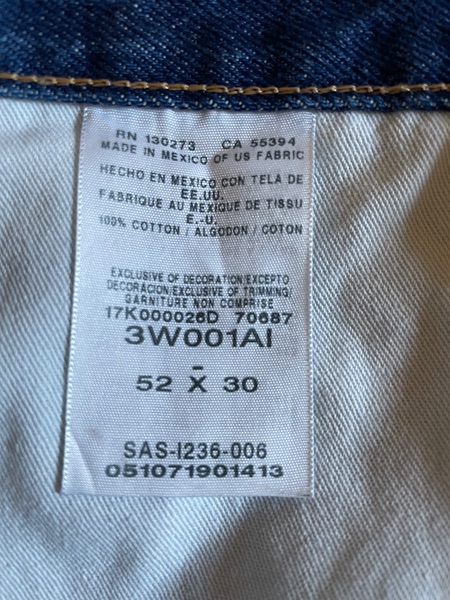 RN 130273 CA 55394
MADE IN MEXICO OF US FABRIC
HECHO EN MEXICO CON TELA DE
EE.UU.
FABRIQUE AU MEXIQUE DE TISSU
E.-U.
100% COTTON / ALGODON / COTON
EXCLUSIVE OF DECORATION/EXCEPTO
DECORACION/EXCLUSIVE OF TRIMMING/
GARNITURE NON COMPRISE
17K000026D 70687
3W001AI
-
52 X 30
SAS-I236-006
051071901413